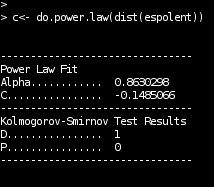 >
> c<- do.power.law(dist(espolent))
--------------------------------
Power Law Fit
Alpha............ 0.8630298
C................ -0.1485066
--------------------------------
Kolmogorov-Smirnov Test Results
D................ 1
P................ 0
--------------------------------